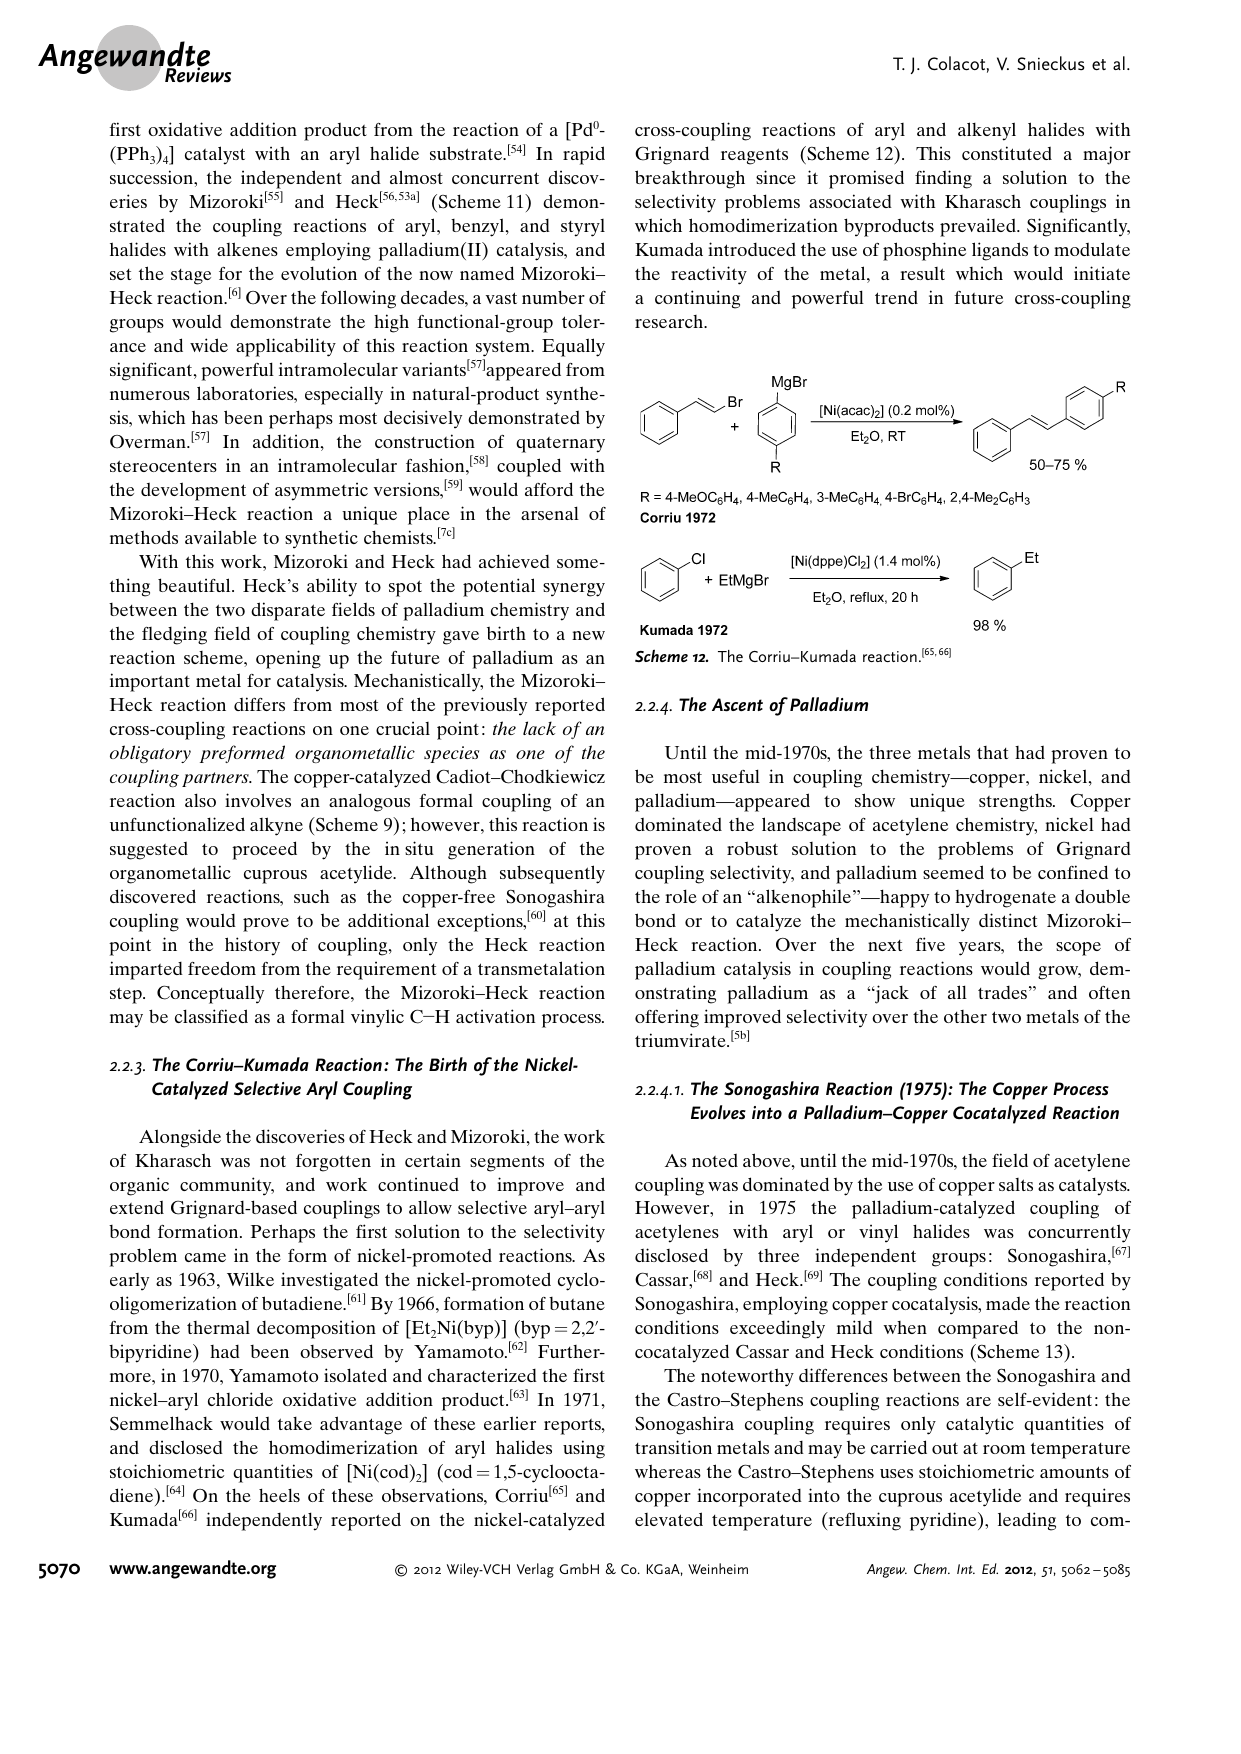 Angewandte
Reviews
T. J. Colacot, V. Snieckus et al.
first oxidative addition product from the reaction of a [Pd⁰-
(PPh₃)₄] catalyst with an aryl halide substrate.[54] In rapid
succession, the independent and almost concurrent discov-
eries by Mizoroki[55] and Heck[56,53a] (Scheme 11) demon-
strated the coupling reactions of aryl, benzyl, and styryl
halides with alkenes employing palladium(II) catalysis, and
set the stage for the evolution of the now named Mizoroki–
Heck reaction.[6] Over the following decades, a vast number of
groups would demonstrate the high functional-group toler-
ance and wide applicability of this reaction system. Equally
significant, powerful intramolecular variants[57]appeared from
numerous laboratories, especially in natural-product synthe-
sis, which has been perhaps most decisively demonstrated by
Overman.[57] In addition, the construction of quaternary
stereocenters in an intramolecular fashion,[58] coupled with
the development of asymmetric versions,[59] would afford the
Mizoroki–Heck reaction a unique place in the arsenal of
methods available to synthetic chemists.[7c]
With this work, Mizoroki and Heck had achieved some-
thing beautiful. Heck's ability to spot the potential synergy
between the two disparate fields of palladium chemistry and
the fledging field of coupling chemistry gave birth to a new
reaction scheme, opening up the future of palladium as an
important metal for catalysis. Mechanistically, the Mizoroki–
Heck reaction differs from most of the previously reported
cross-coupling reactions on one crucial point: the lack of an
obligatory preformed organometallic species as one of the
coupling partners. The copper-catalyzed Cadiot–Chodkiewicz
reaction also involves an analogous formal coupling of an
unfunctionalized alkyne (Scheme 9); however, this reaction is
suggested to proceed by the in situ generation of the
organometallic cuprous acetylide. Although subsequently
discovered reactions, such as the copper-free Sonogashira
coupling would prove to be additional exceptions,[60] at this
point in the history of coupling, only the Heck reaction
imparted freedom from the requirement of a transmetalation
step. Conceptually therefore, the Mizoroki–Heck reaction
may be classified as a formal vinylic C–H activation process.
2.2.3. The Corriu–Kumada Reaction: The Birth of the Nickel-
Catalyzed Selective Aryl Coupling
Alongside the discoveries of Heck and Mizoroki, the work
of Kharasch was not forgotten in certain segments of the
organic community, and work continued to improve and
extend Grignard-based couplings to allow selective aryl–aryl
bond formation. Perhaps the first solution to the selectivity
problem came in the form of nickel-promoted reactions. As
early as 1963, Wilke investigated the nickel-promoted cyclo-
oligomerization of butadiene.[61] By 1966, formation of butane
from the thermal decomposition of [Et₂Ni(byp)] (byp = 2,2′-
bipyridine) had been observed by Yamamoto.[62] Further-
more, in 1970, Yamamoto isolated and characterized the first
nickel–aryl chloride oxidative addition product.[63] In 1971,
Semmelhack would take advantage of these earlier reports,
and disclosed the homodimerization of aryl halides using
stoichiometric quantities of [Ni(cod)₂] (cod = 1,5-cycloocta-
diene).[64] On the heels of these observations, Corriu[65] and
Kumada[66] independently reported on the nickel-catalyzed
cross-coupling reactions of aryl and alkenyl halides with
Grignard reagents (Scheme 12). This constituted a major
breakthrough since it promised finding a solution to the
selectivity problems associated with Kharasch couplings in
which homodimerization byproducts prevailed. Significantly,
Kumada introduced the use of phosphine ligands to modulate
the reactivity of the metal, a result which would initiate
a continuing and powerful trend in future cross-coupling
research.
MgBr
R
Br
[Ni(acac)₂] (0.2 mol%)
+
Et₂O, RT
R
50–75 %
R = 4-MeOC₆H₄, 4-MeC₆H₄, 3-MeC₆H₄, 4-BrC₆H₄, 2,4-Me₂C₆H₃
Corriu 1972
Cl
[Ni(dppe)Cl₂] (1.4 mol%)
Et
+ EtMgBr
Et₂O, reflux, 20 h
98 %
Kumada 1972
Scheme 12. The Corriu–Kumada reaction.[65,66]
2.2.4. The Ascent of Palladium
Until the mid-1970s, the three metals that had proven to
be most useful in coupling chemistry—copper, nickel, and
palladium—appeared to show unique strengths. Copper
dominated the landscape of acetylene chemistry, nickel had
proven a robust solution to the problems of Grignard
coupling selectivity, and palladium seemed to be confined to
the role of an “alkenophile”—happy to hydrogenate a double
bond or to catalyze the mechanistically distinct Mizoroki–
Heck reaction. Over the next five years, the scope of
palladium catalysis in coupling reactions would grow, dem-
onstrating palladium as a “jack of all trades” and often
offering improved selectivity over the other two metals of the
triumvirate.[5b]
2.2.4.1. The Sonogashira Reaction (1975): The Copper Process
Evolves into a Palladium–Copper Cocatalyzed Reaction
As noted above, until the mid-1970s, the field of acetylene
coupling was dominated by the use of copper salts as catalysts.
However, in 1975 the palladium-catalyzed coupling of
acetylenes with aryl or vinyl halides was concurrently
disclosed by three independent groups: Sonogashira,[67]
Cassar,[68] and Heck.[69] The coupling conditions reported by
Sonogashira, employing copper cocatalysis, made the reaction
conditions exceedingly mild when compared to the non-
cocatalyzed Cassar and Heck conditions (Scheme 13).
The noteworthy differences between the Sonogashira and
the Castro–Stephens coupling reactions are self-evident: the
Sonogashira coupling requires only catalytic quantities of
transition metals and may be carried out at room temperature
whereas the Castro–Stephens uses stoichiometric amounts of
copper incorporated into the cuprous acetylide and requires
elevated temperature (refluxing pyridine), leading to com-
5070 www.angewandte.org
© 2012 Wiley-VCH Verlag GmbH & Co. KGaA, Weinheim
Angew. Chem. Int. Ed. 2012, 51, 5062 – 5085